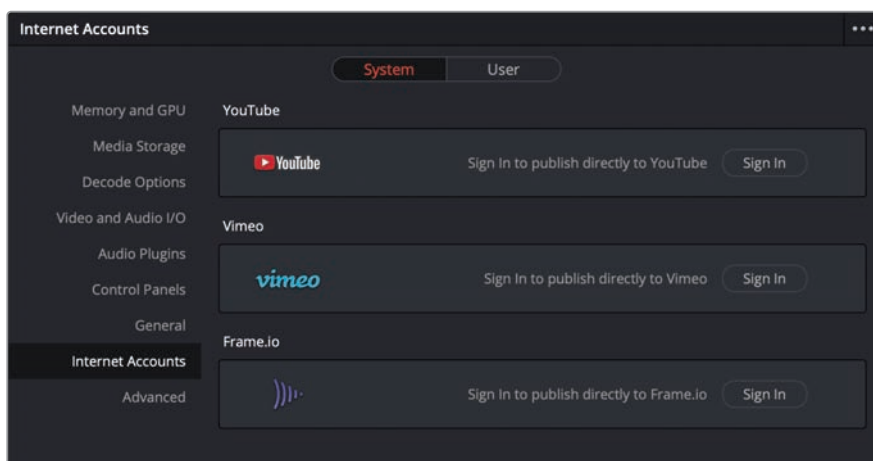 Internet Accounts
System User
Memory and GPU
Media Storage
Decode Options
Video and Audio I/O
Audio Plugins
Control Panels
General
Internet Accounts
Advanced
YouTube
YouTube Sign In to publish directly to YouTube Sign In
Vimeo
vimeo Sign In to publish directly to Vimeo Sign In
Frame.io
Sign In to publish directly to Frame.io Sign In